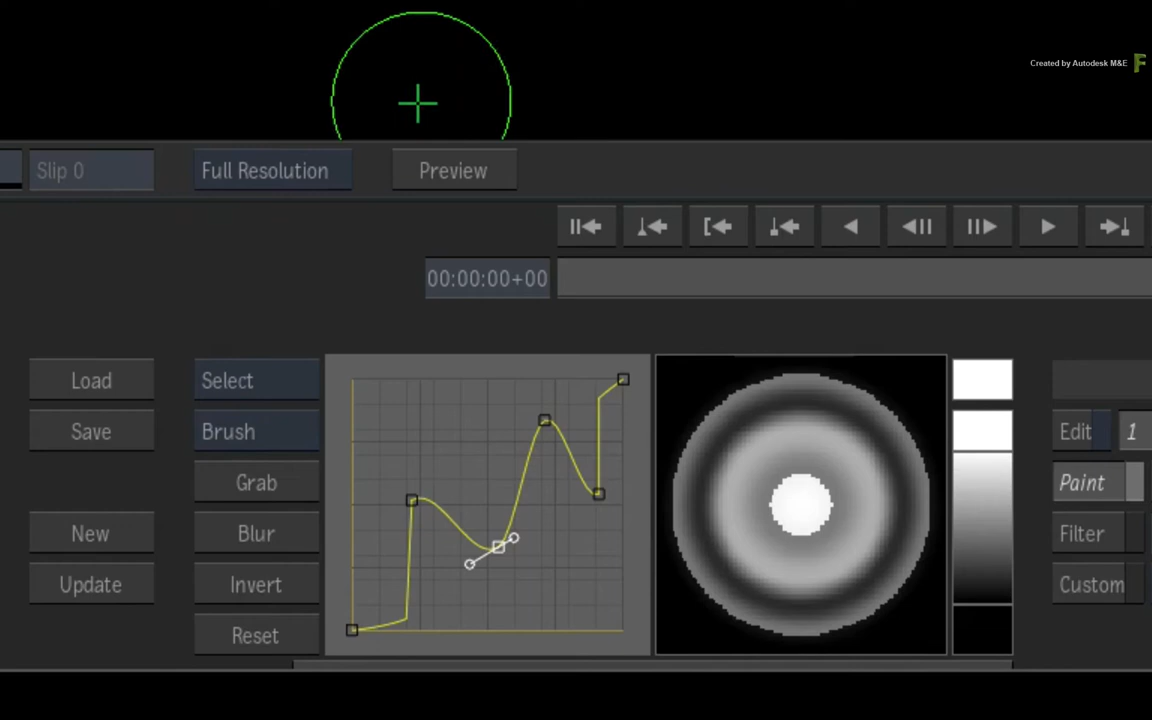 Created by Autodesk M&E
Slip 0
Full Resolution
Preview
00:00:00+00
Load
Select
Save
Brush
Edit
1
Grab
Paint
New
Blur
Filter
Update
Invert
Custom
Reset